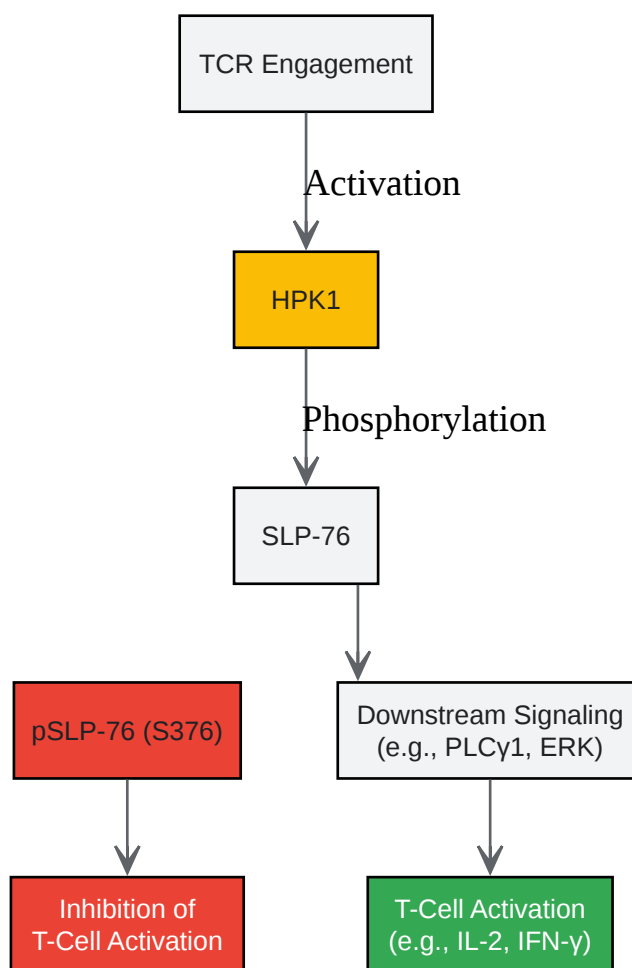 TCR Engagement
Activation
HPK1
Phosphorylation
SLP-76
pSLP-76 (S376)
Downstream Signaling
(e.g., PLCγ1, ERK)
Inhibition of
T-Cell Activation
T-Cell Activation
(e.g., IL-2, IFN-γ)